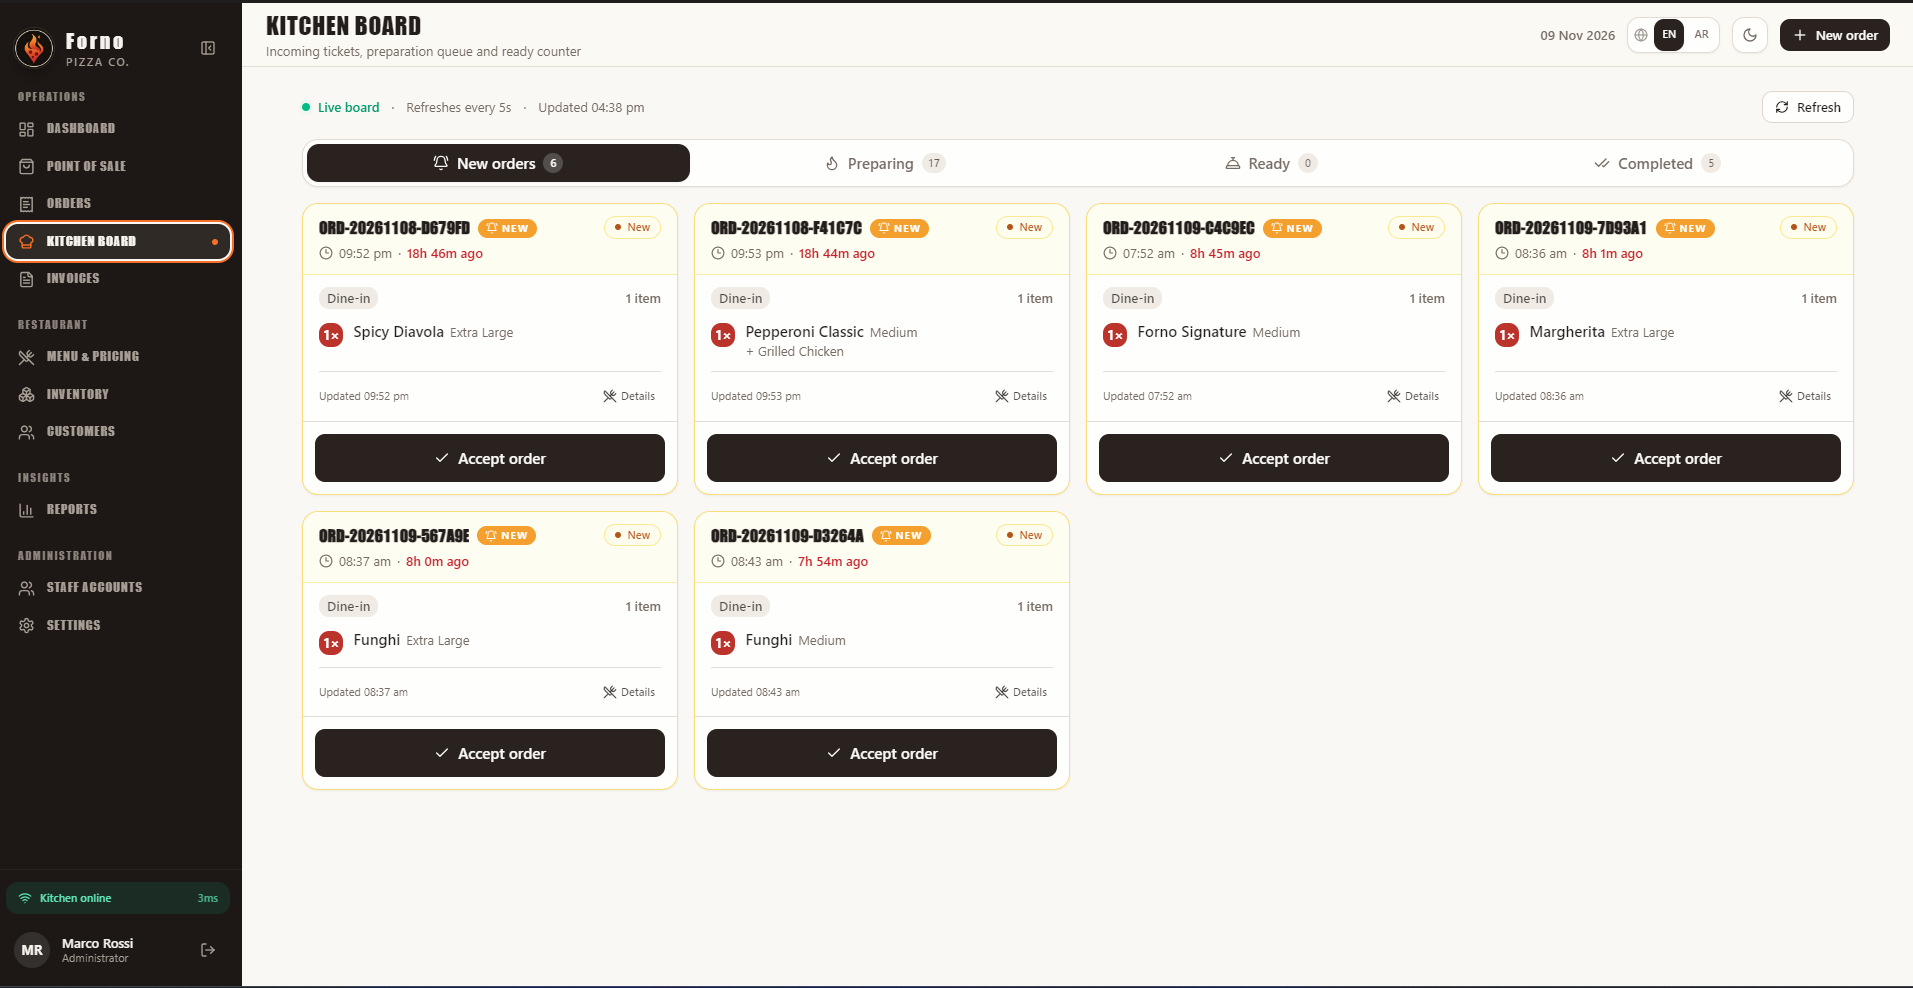 Forno
PIZZA CO.
OPERATIONS
DASHBOARD
POINT OF SALE
ORDERS
KITCHEN BOARD
INVOICES
RESTAURANT
MENU & PRICING
INVENTORY
CUSTOMERS
INSIGHTS
REPORTS
ADMINISTRATION
STAFF ACCOUNTS
SETTINGS
Kitchen online 3ms
MR
Marco Rossi
Administrator
KITCHEN BOARD
Incoming tickets, preparation queue and ready counter
09 Nov 2026 EN AR + New order
Live board · Refreshes every 5s · Updated 04:38 pm Refresh
New orders 6 Preparing 17 Ready 0 Completed 5
ORD-20261108-D679FD NEW New
09:52 pm · 18h 46m ago
Dine-in 1 item
1× Spicy Diavola Extra Large
Updated 09:52 pm Details
Accept order
ORD-20261108-F41C7C NEW New
09:53 pm · 18h 44m ago
Dine-in 1 item
1× Pepperoni Classic Medium
+ Grilled Chicken
Updated 09:53 pm Details
Accept order
ORD-20261109-C4C9EC NEW New
07:52 am · 8h 45m ago
Dine-in 1 item
1× Forno Signature Medium
Updated 07:52 am Details
Accept order
ORD-20261109-7D93A1 NEW New
08:36 am · 8h 1m ago
Dine-in 1 item
1× Margherita Extra Large
Updated 08:36 am Details
Accept order
ORD-20261109-567A9E NEW New
08:37 am · 8h 0m ago
Dine-in 1 item
1× Funghi Extra Large
Updated 08:37 am Details
Accept order
ORD-20261109-D3264A NEW New
08:43 am · 7h 54m ago
Dine-in 1 item
1× Funghi Medium
Updated 08:43 am Details
Accept order